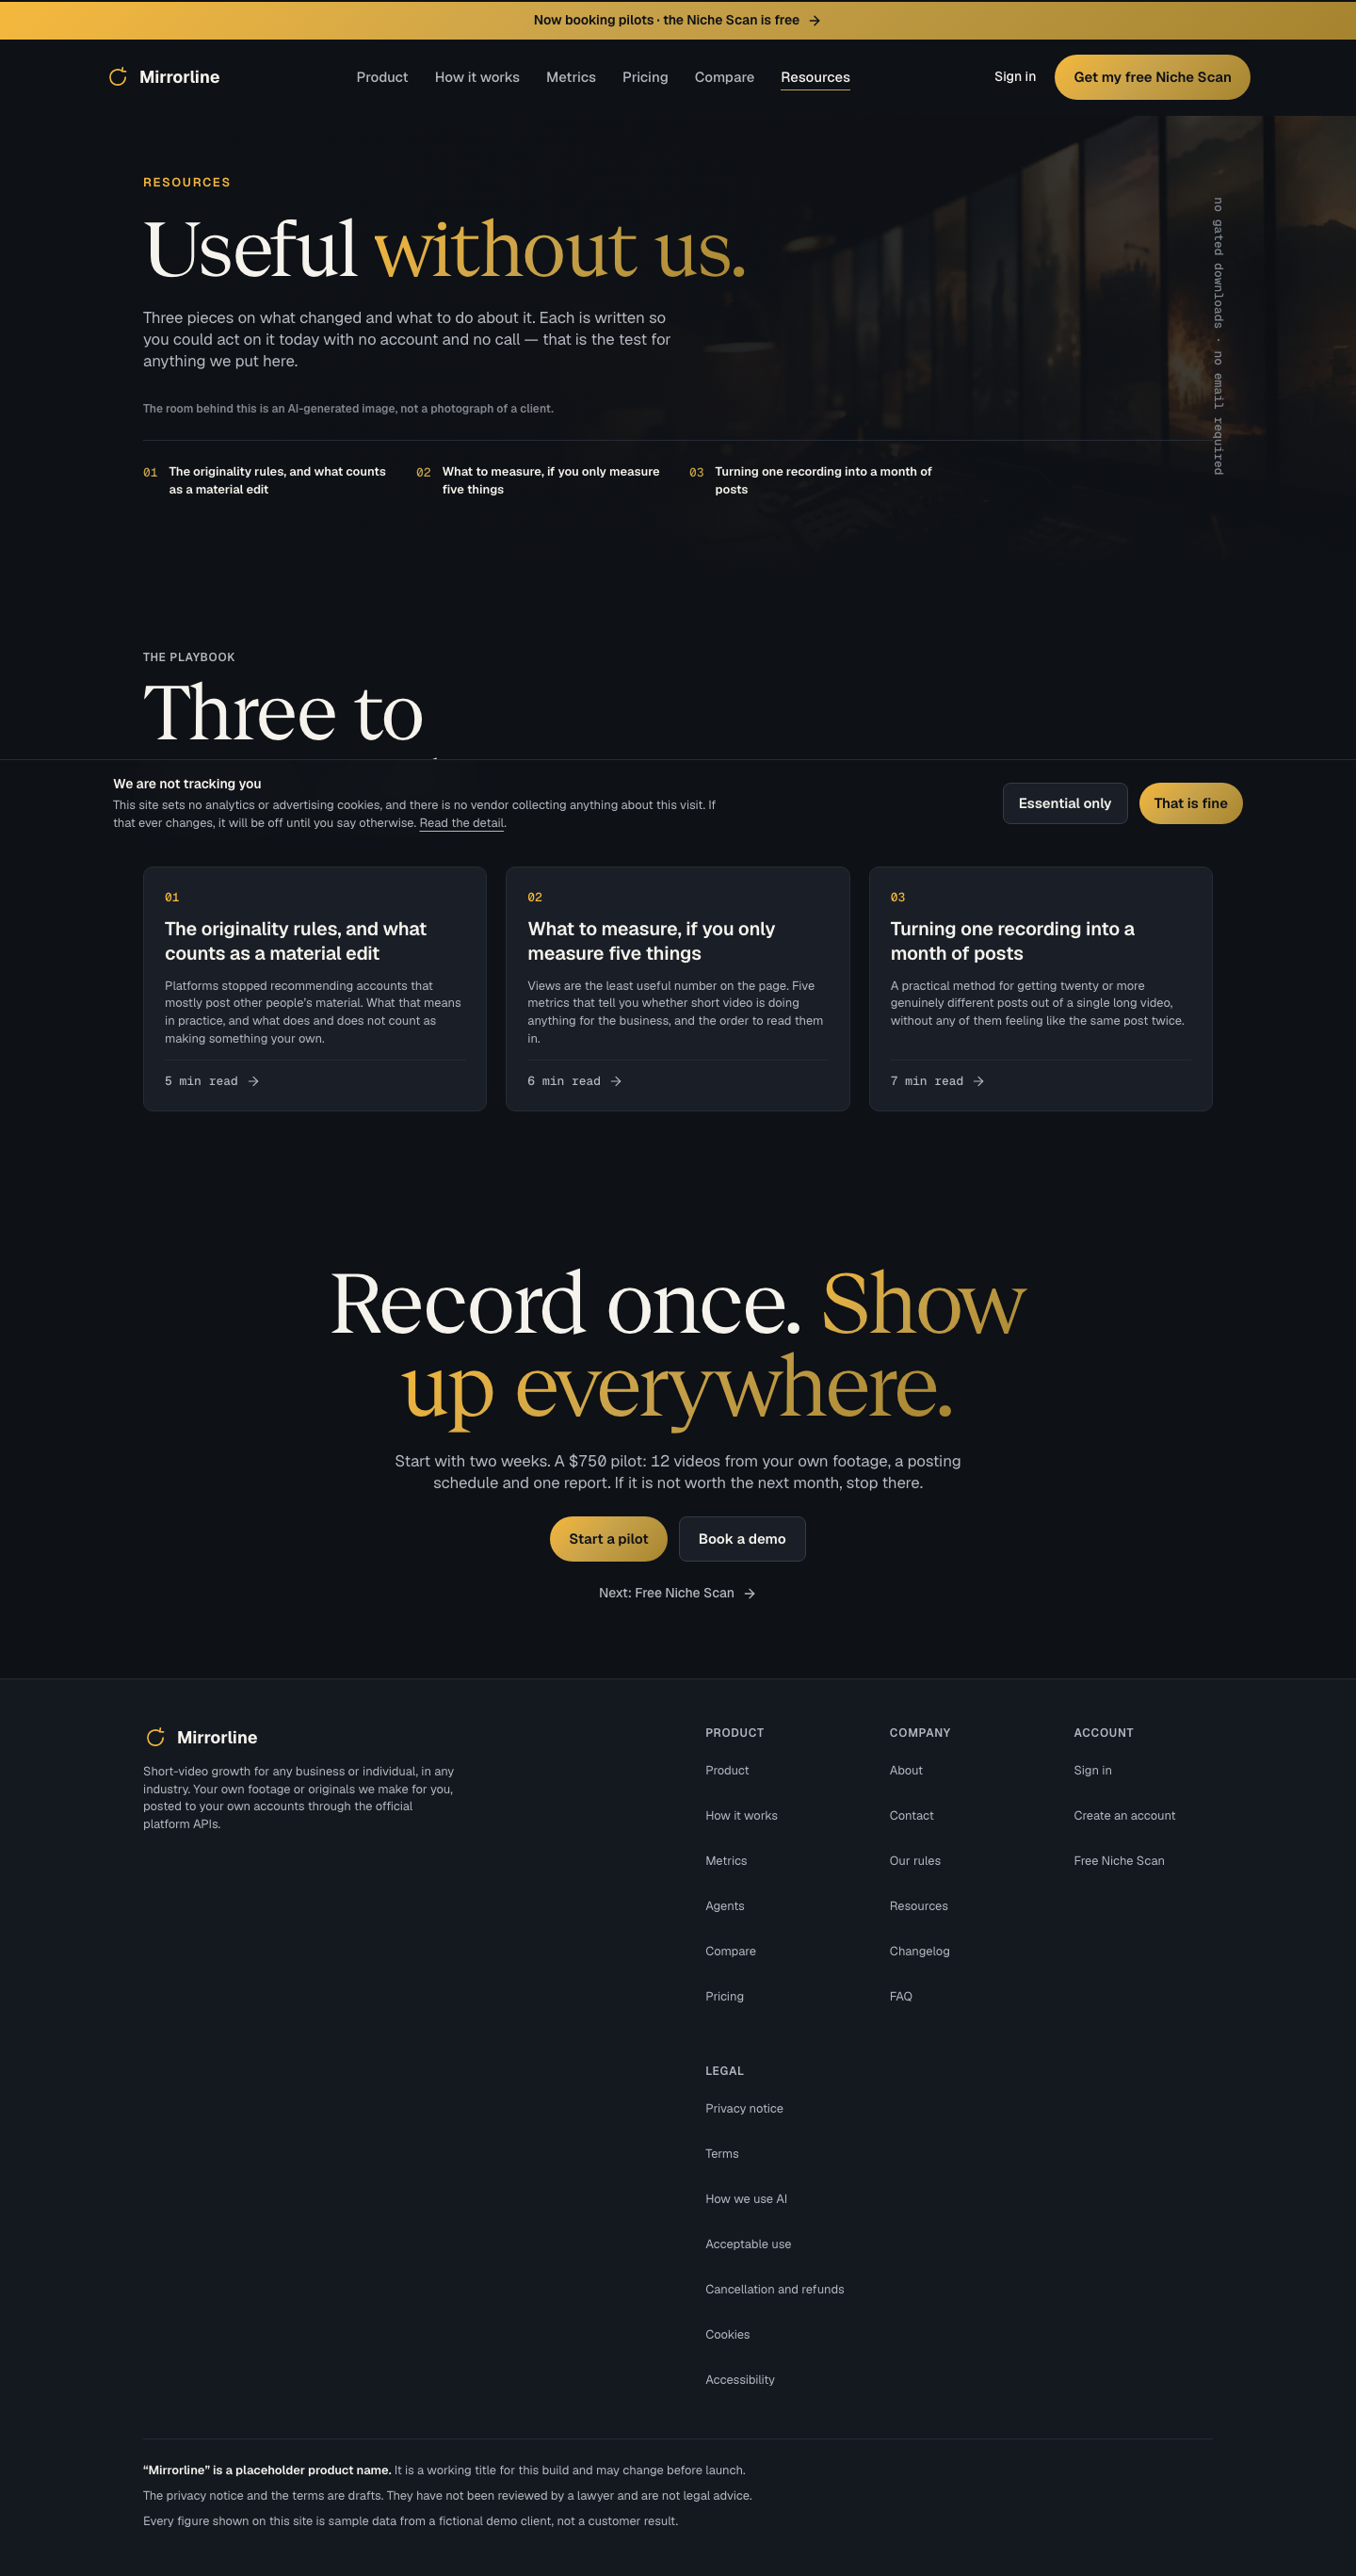 Now booking pilots · the Niche Scan is free
Mirrorline
Product
How it works
Metrics
Pricing
Compare
Resources
Sign in
Get my free Niche Scan
RESOURCES
Useful without us.
Three pieces on what changed and what to do about it. Each is written so
you could act on it today with no account and no call — that is the test for
anything we put here.
The room behind this is an AI-generated image, not a photograph of a client.
no gated downloads · no email required
01
The originality rules, and what counts
as a material edit
02
What to measure, if you only measure
five things
03
Turning one recording into a month of
posts
THE PLAYBOOK
Three to
We are not tracking you
This site sets no analytics or advertising cookies, and there is no vendor collecting anything about this visit. If
that ever changes, it will be off until you say otherwise. Read the detail.
Essential only
That is fine
01
The originality rules, and what
counts as a material edit
Platforms stopped recommending accounts that
mostly post other people's material. What that means
in practice, and what does and does not count as
making something your own.
5 min read
02
What to measure, if you only
measure five things
Views are the least useful number on the page. Five
metrics that tell you whether short video is doing
anything for the business, and the order to read them
in.
6 min read
03
Turning one recording into a
month of posts
A practical method for getting twenty or more
genuinely different posts out of a single long video,
without any of them feeling like the same post twice.
7 min read
Record once. Show
up everywhere.
Start with two weeks. A $750 pilot: 12 videos from your own footage, a posting
schedule and one report. If it is not worth the next month, stop there.
Start a pilot
Book a demo
Next: Free Niche Scan
Mirrorline
Short-video growth for any business or individual, in any
industry. Your own footage or originals we make for you,
posted to your own accounts through the official
platform APIs.
PRODUCT
Product
How it works
Metrics
Agents
Compare
Pricing
COMPANY
About
Contact
Our rules
Resources
Changelog
FAQ
ACCOUNT
Sign in
Create an account
Free Niche Scan
LEGAL
Privacy notice
Terms
How we use AI
Acceptable use
Cancellation and refunds
Cookies
Accessibility
“Mirrorline” is a placeholder product name. It is a working title for this build and may change before launch.
The privacy notice and the terms are drafts. They have not been reviewed by a lawyer and are not legal advice.
Every figure shown on this site is sample data from a fictional demo client, not a customer result.